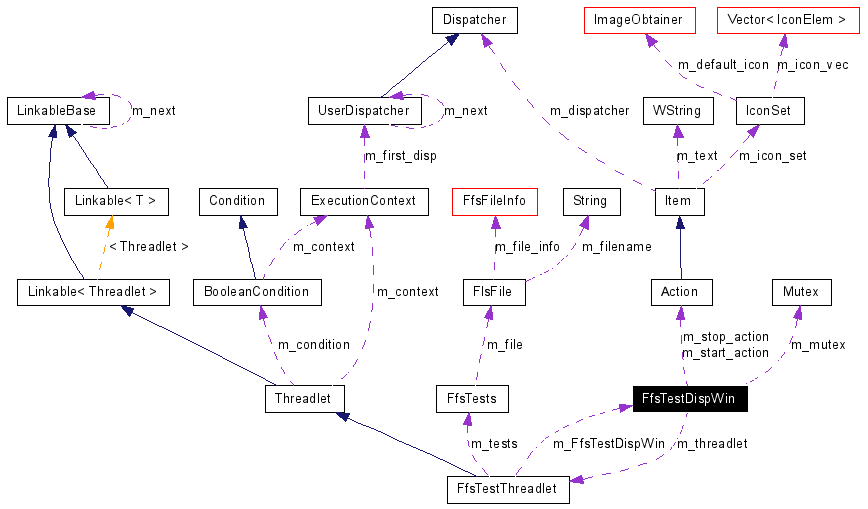 Dispatcher
ImageObtainer
Vector< IconElem >
m_default_icon
m_icon_vec
LinkableBase
m_next
UserDispatcher
m_next
m_dispatcher
WString
IconSet
m_first_disp
m_text
m_icon_set
Linkable< T >
Condition
ExecutionContext
FfsFileInfo
String
Item
< Threadlet >
m_context
m_file_info
m_filename
Linkable< Threadlet >
BooleanCondition
m_context
FlsFile
Action
Mutex
m_condition
m_file
m_stop_action
m_start_action
m_mutex
Threadlet
FfsTests
FfsTestDispWin
m_tests
m_FfsTestDispWin
m_threadlet
FfsTestThreadlet